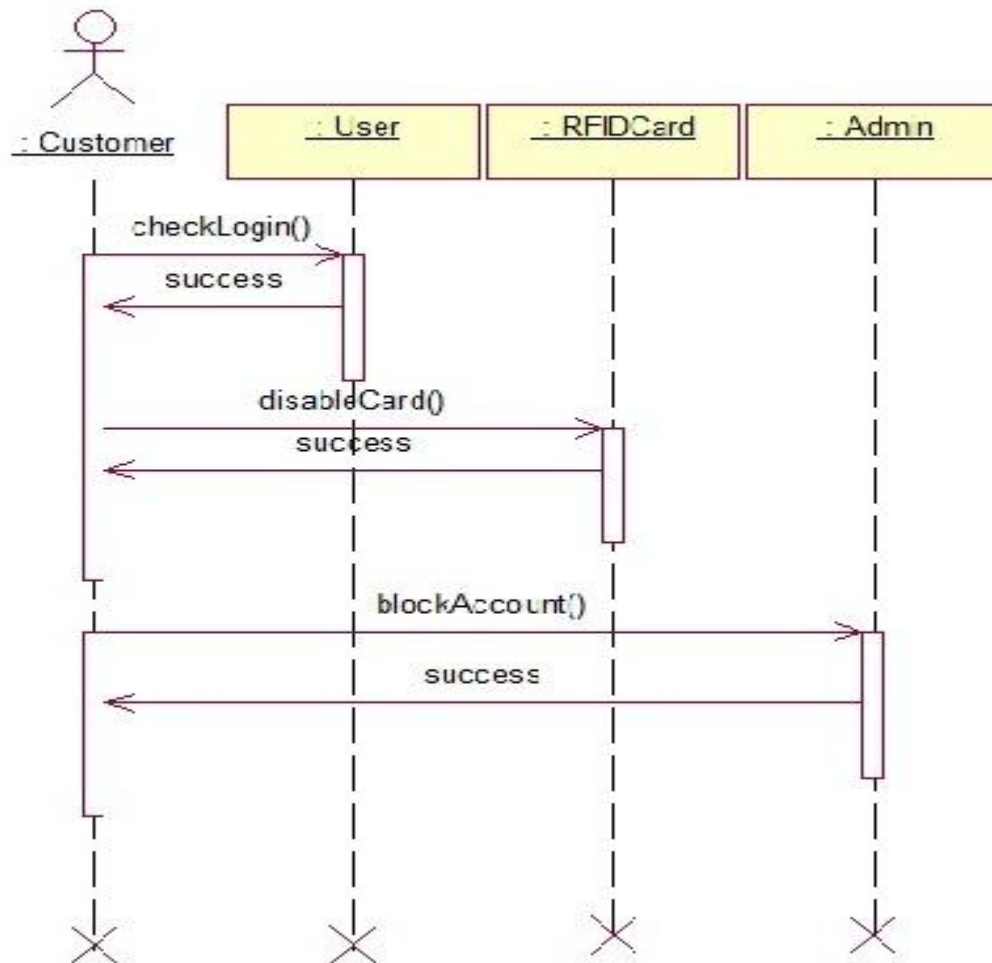 : Customer
: User
: RFIDCard
: Admin
checkLogin()
success
disableCard()
success
blockAccount()
success